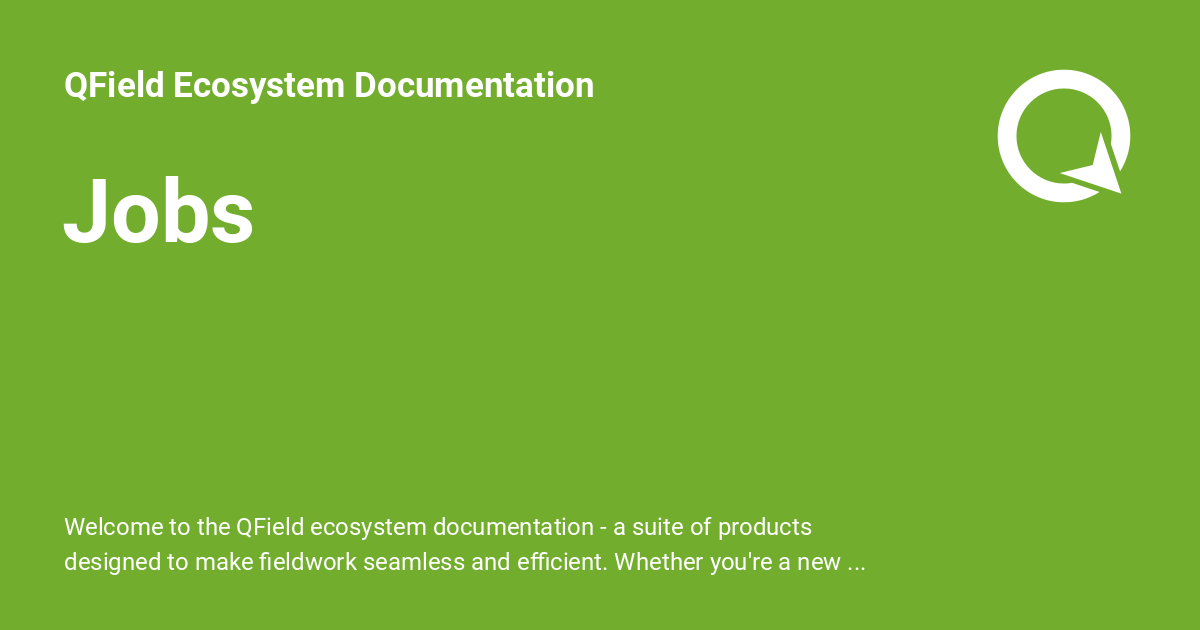 QField Ecosystem Documentation
Jobs
Welcome to the QField ecosystem documentation - a suite of products
designed to make fieldwork seamless and efficient. Whether you're a new ...